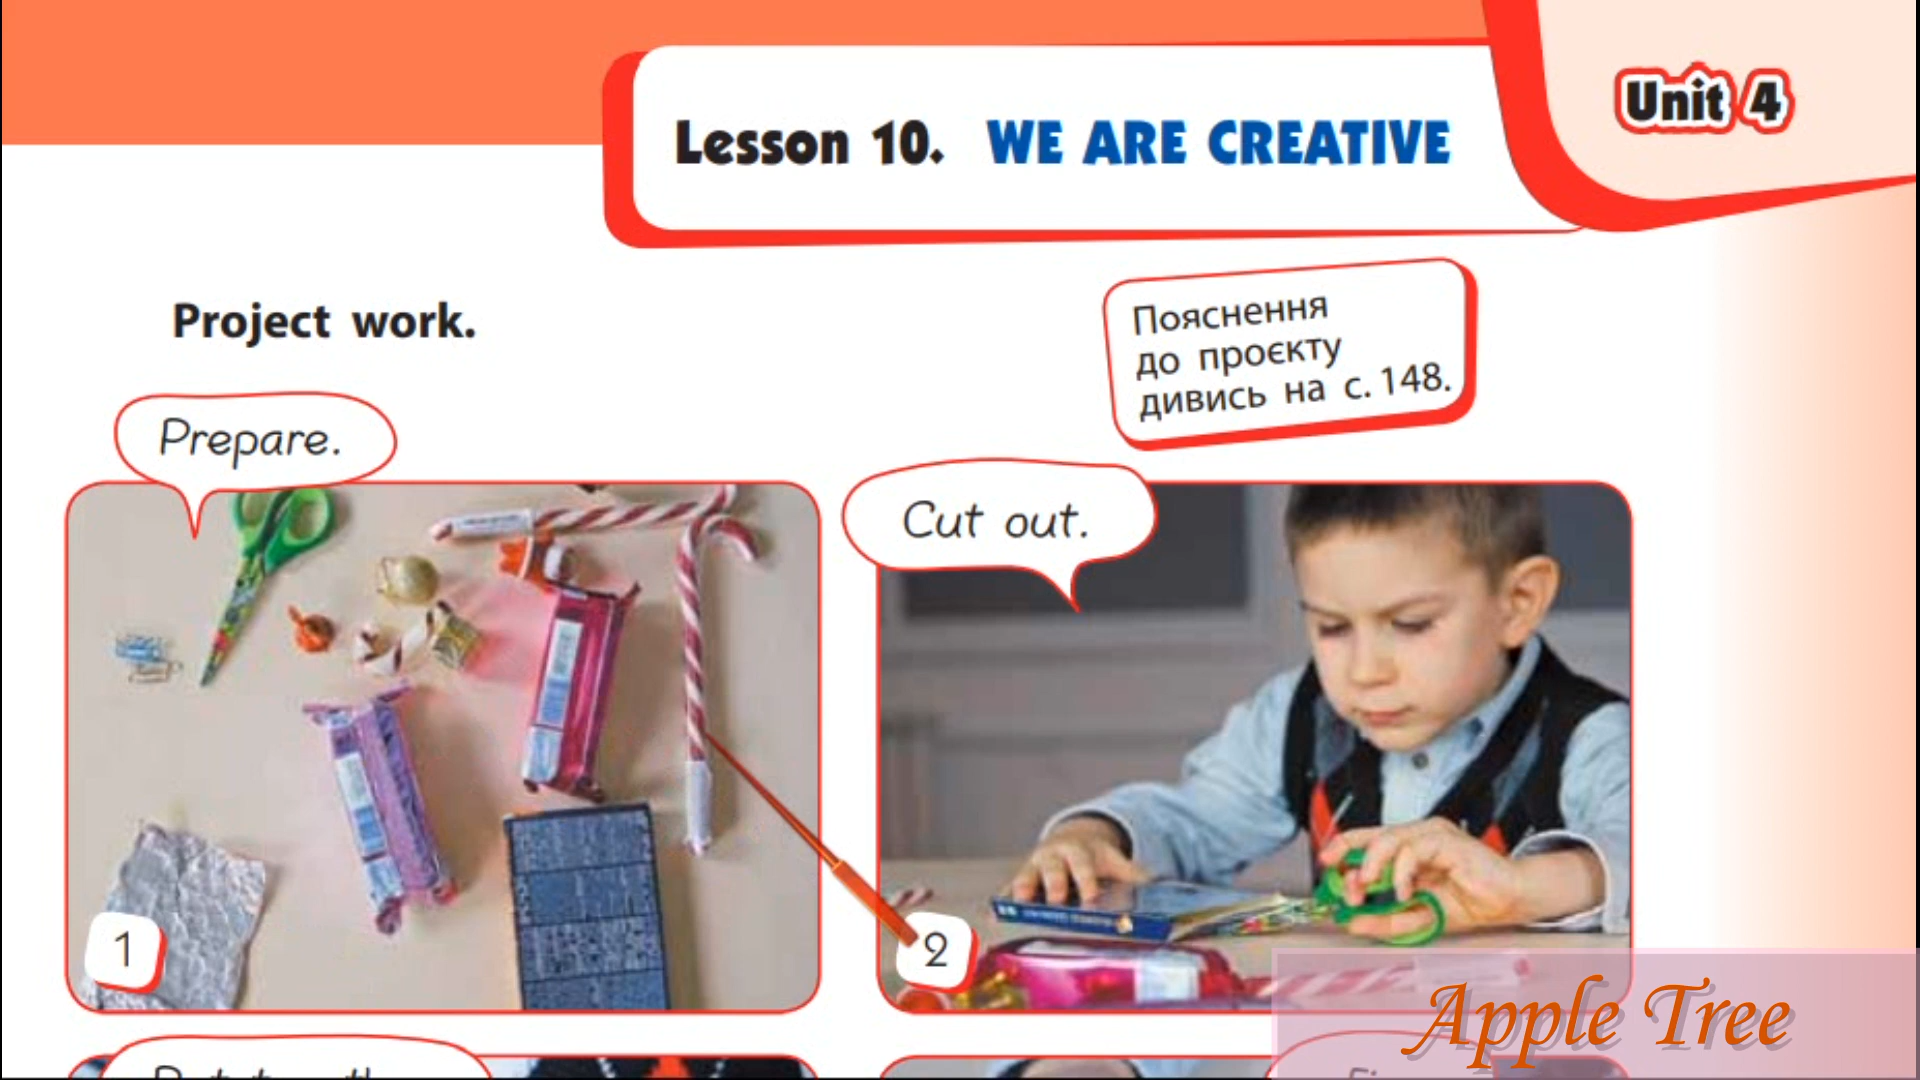 Unit 4
Lesson 10. WE ARE CREATIVE
Project work.
Пояснення
до проєкту
дивись на с. 148.
Prepare.
Cut out.
1
2
Apple Tree